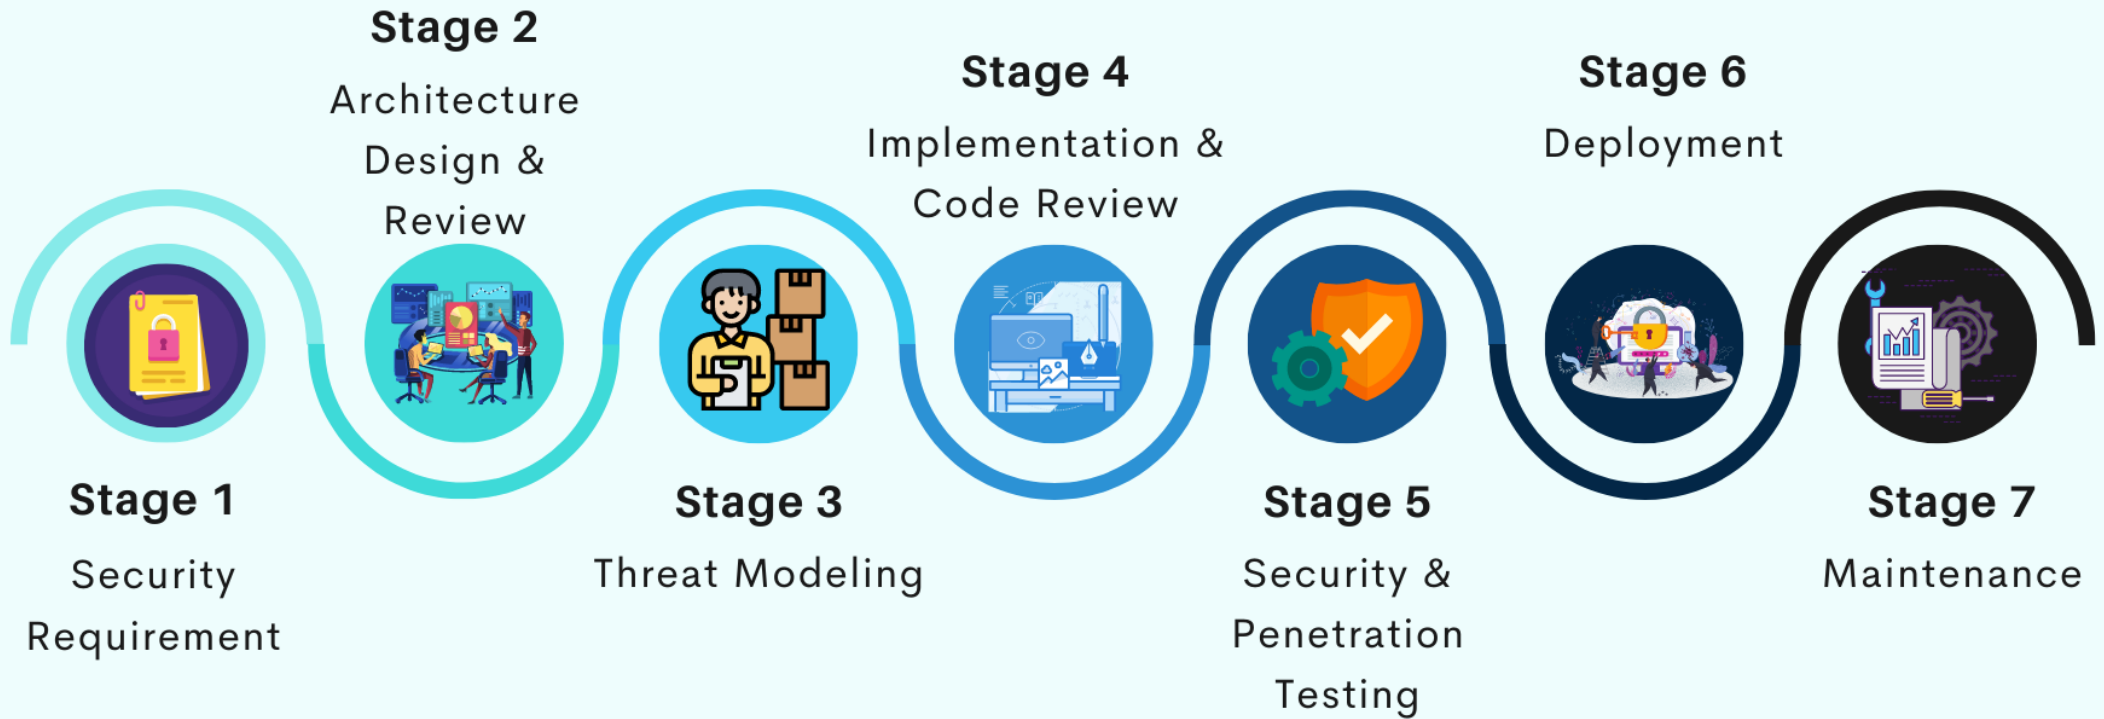 Stage 1
Security
Requirement
Stage 2
Architecture
Design &
Review
Stage 3
Threat Modeling
Stage 4
Implementation &
Code Review
Stage 5
Security &
Penetration
Testing
Stage 6
Deployment
Stage 7
Maintenance